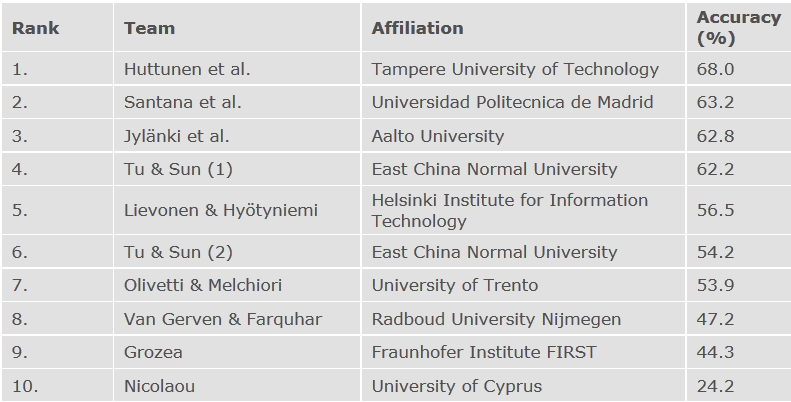 Rank Team Affiliation Accuracy (%)
1. Huttunen et al. Tampere University of Technology 68.0
2. Santana et al. Universidad Politecnica de Madrid 63.2
3. Jylänki et al. Aalto University 62.8
4. Tu & Sun (1) East China Normal University 62.2
5. Lievonen & Hyötyniemi Helsinki Institute for Information Technology 56.5
6. Tu & Sun (2) East China Normal University 54.2
7. Olivetti & Melchiori University of Trento 53.9
8. Van Gerven & Farquhar Radboud University Nijmegen 47.2
9. Grozea Fraunhofer Institute FIRST 44.3
10. Nicolaou University of Cyprus 24.2